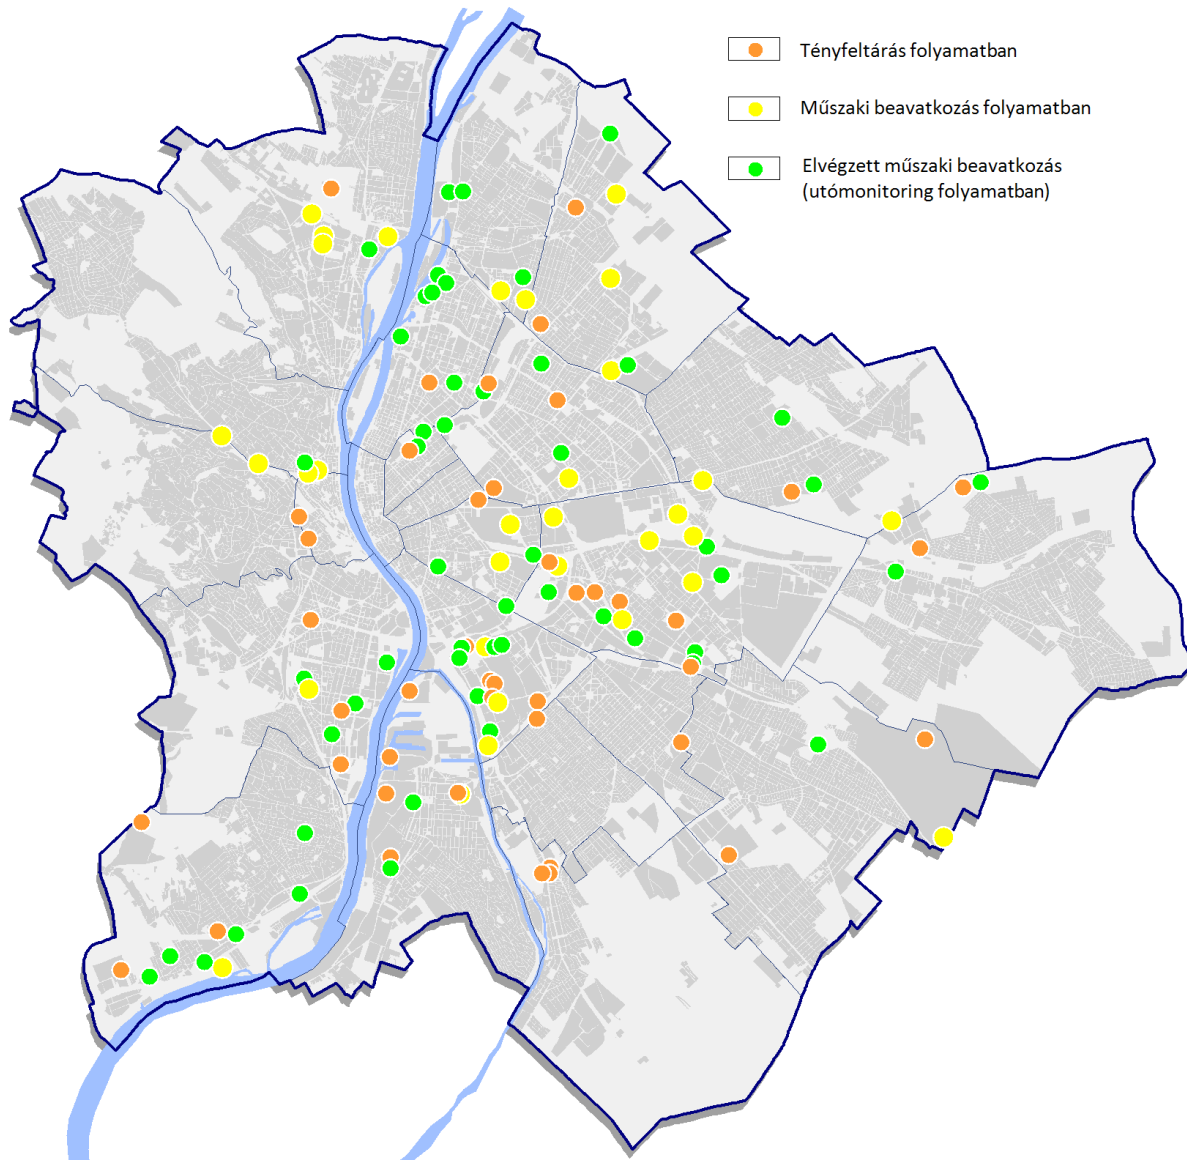 Tényfeltárás folyamatban
Műszaki beavatkozás folyamatban
Elvégzett műszaki beavatkozás
(utómonitoring folyamatban)